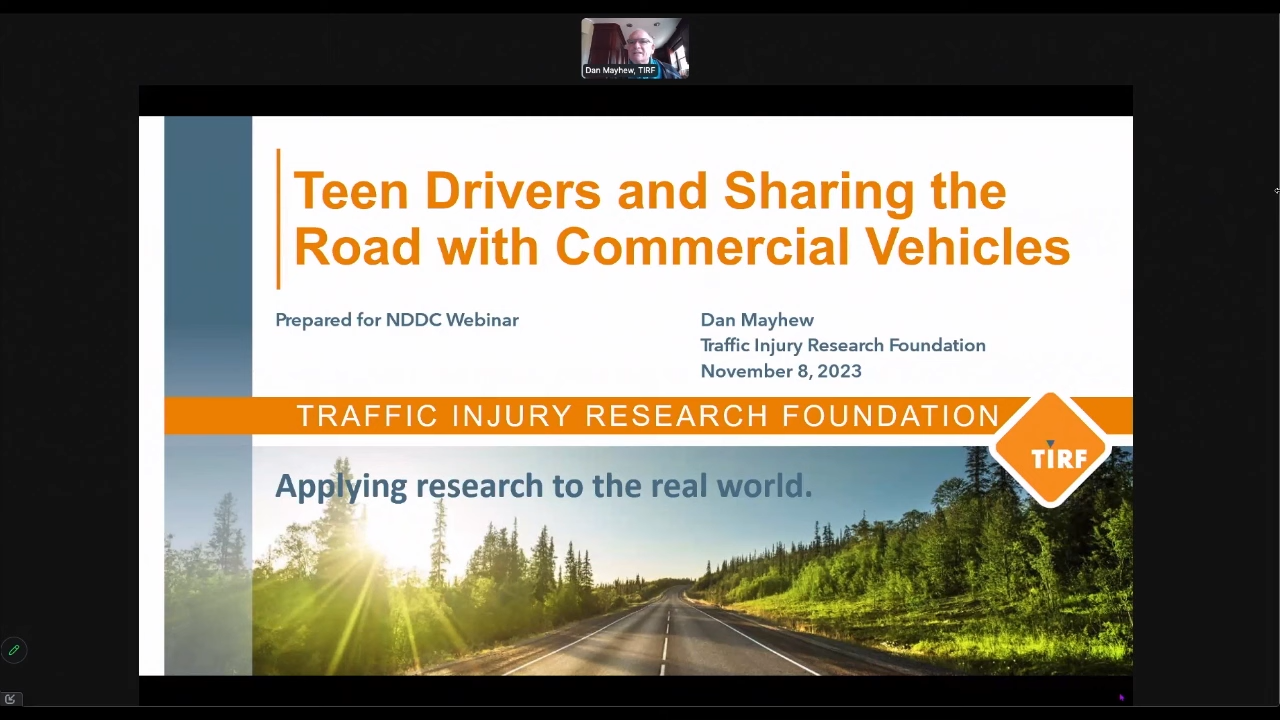 Dan Mayhew, TIRF
Teen Drivers and Sharing the
Road with Commercial Vehicles
Prepared for NDDC Webinar
Dan Mayhew
Traffic Injury Research Foundation
November 8, 2023
TRAFFIC INJURY RESEARCH FOUNDATION
TIRF
Applying research to the real world.